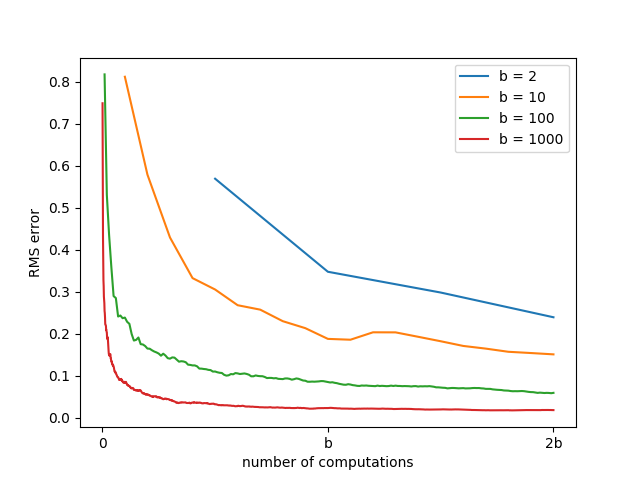 b = 2
b = 10
b = 100
b = 1000
RMS error
0.8
0.7
0.6
0.5
0.4
0.3
0.2
0.1
0.0
0 b 2b
number of computations